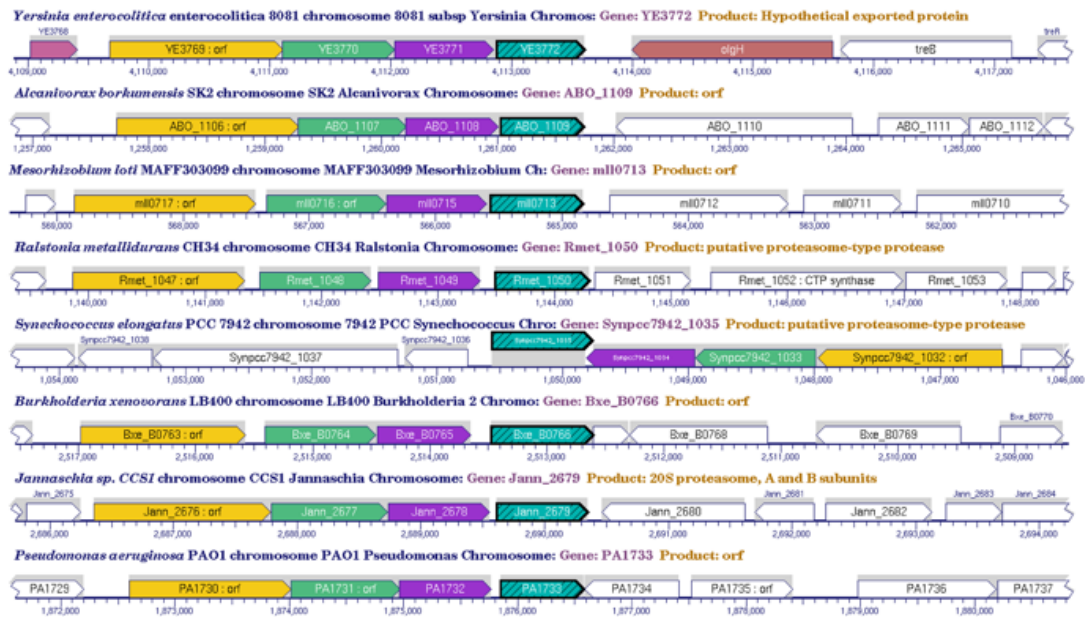 Yersinia enterocolitica enterocolitica 8081 chromosome 8081 subsp Yersinia Chromos: Gene: YE3772 Product: Hypothetical exported protein
YE3768 YE3769 : orf YE3770 YE3771 YE3772 olgH treB treR
4,109,000 4,110,000 4,111,000 4,112,000 4,113,000 4,114,000 4,115,000 4,116,000 4,117,000
Alcanivorax borkumensis SK2 chromosome SK2 Alcanivorax Chromosome: Gene: ABO_1109 Product: orf
ABO_1106 : orf ABO_1107 ABO_1108 ABO_1109 ABO_1110 ABO_1111 ABO_1112
1,257,000 1,258,000 1,259,000 1,260,000 1,261,000 1,262,000 1,263,000 1,264,000 1,265,000
Mesorhizobium loti MAFF303099 chromosome MAFF303099 Mesorhizobium Ch: Gene: mll0713 Product: orf
mll0717 : orf mll0716 : orf mll0715 mll0713 mll0712 mll0711 mll0710
569,000 568,000 567,000 566,000 565,000 564,000 563,000 562,000
Ralstonia metallidurans CH34 chromosome CH34 Ralstonia Chromosome: Gene: Rmet_1050 Product: putative proteasome-type protease
Rmet_1047 : orf Rmet_1048 Rmet_1049 Rmet_1050 Rmet_1051 Rmet_1052 : CTP synthase Rmet_1053
1,140,000 1,141,000 1,142,000 1,143,000 1,144,000 1,145,000 1,146,000 1,147,000 1,148,000
Synechococcus elongatus PCC 7942 chromosome 7942 PCC Synechococcus Chro: Gene: Synpcc7942_1035 Product: putative proteasome-type protease
Synpcc7942_1038 Synpcc7942_1037 Synpcc7942_1036 Synpcc7942_1035 Synpcc7942_1034 Synpcc7942_1033 Synpcc7942_1032 : orf
1,054,000 1,053,000 1,052,000 1,051,000 1,050,000 1,049,000 1,048,000 1,047,000 1,046,000
Burkholderia xenovorans LB400 chromosome LB400 Burkholderia 2 Chromo: Gene: Bxe_B0766 Product: orf
Bxe_B0763 : orf Bxe_B0764 Bxe_B0765 Bxe_B0766 Bxe_B0768 Bxe_B0769 Bxe_B0770
2,517,000 2,516,000 2,515,000 2,514,000 2,513,000 2,512,000 2,511,000 2,510,000 2,509,000
Jannaschia sp. CCS1 chromosome CCS1 Jannaschia Chromosome: Gene: Jann_2679 Product: 20S proteasome, A and B subunits
Jann_2675 Jann_2676 : orf Jann_2677 Jann_2678 Jann_2679 Jann_2680 Jann_2681 Jann_2682 Jann_2683 Jann_2684
2,686,000 2,687,000 2,688,000 2,689,000 2,690,000 2,691,000 2,692,000 2,693,000 2,694,000
Pseudomonas aeruginosa PAO1 chromosome PAO1 Pseudomonas Chromosome: Gene: PA1733 Product: orf
PA1729 PA1730 : orf PA1731 : orf PA1732 PA1733 PA1734 PA1735 : orf PA1736 PA1737
1,872,000 1,873,000 1,874,000 1,875,000 1,876,000 1,877,000 1,878,000 1,879,000 1,880,000